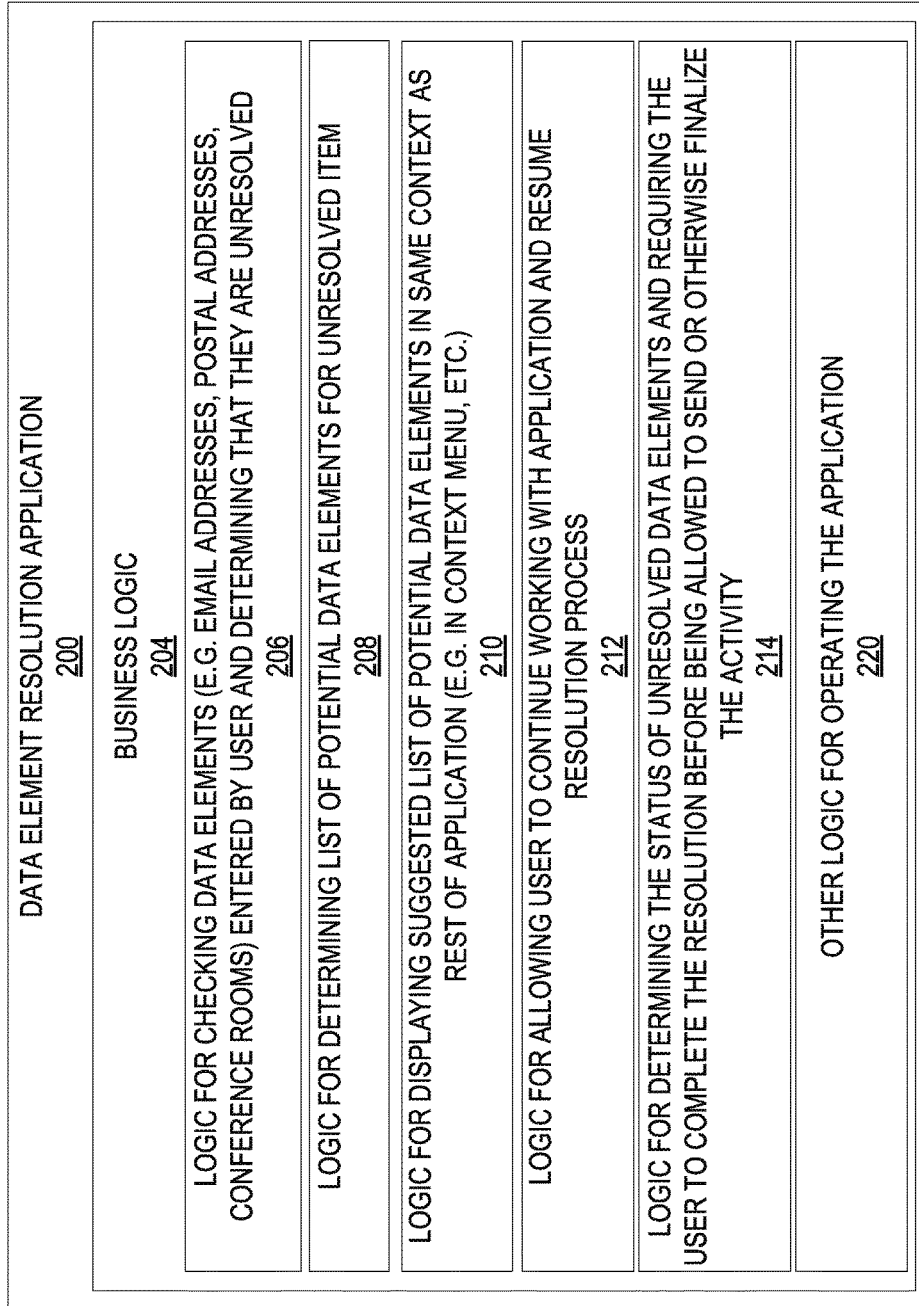 DATA ELEMENT RESOLUTION APPLICATION
200
BUSINESS LOGIC
204
LOGIC FOR CHECKING DATA ELEMENTS (E.G. EMAIL ADDRESSES, POSTAL ADDRESSES,
CONFERENCE ROOMS) ENTERED BY USER AND DETERMINING THAT THEY ARE UNRESOLVED
206
LOGIC FOR DETERMINING LIST OF POTENTIAL DATA ELEMENTS FOR UNRESOLVED ITEM
208
LOGIC FOR DISPLAYING SUGGESTED LIST OF POTENTIAL DATA ELEMENTS IN SAME CONTEXT AS
REST OF APPLICATION (E.G. IN CONTEXT MENU, ETC.)
210
LOGIC FOR ALLOWING USER TO CONTINUE WORKING WITH APPLICATION AND RESUME
RESOLUTION PROCESS
212
LOGIC FOR DETERMINING THE STATUS OF UNRESOLVED DATA ELEMENTS AND REQUIRING THE
USER TO COMPLETE THE RESOLUTION BEFORE BEING ALLOWED TO SEND OR OTHERWISE FINALIZE
THE ACTIVITY
214
OTHER LOGIC FOR OPERATING THE APPLICATION
220